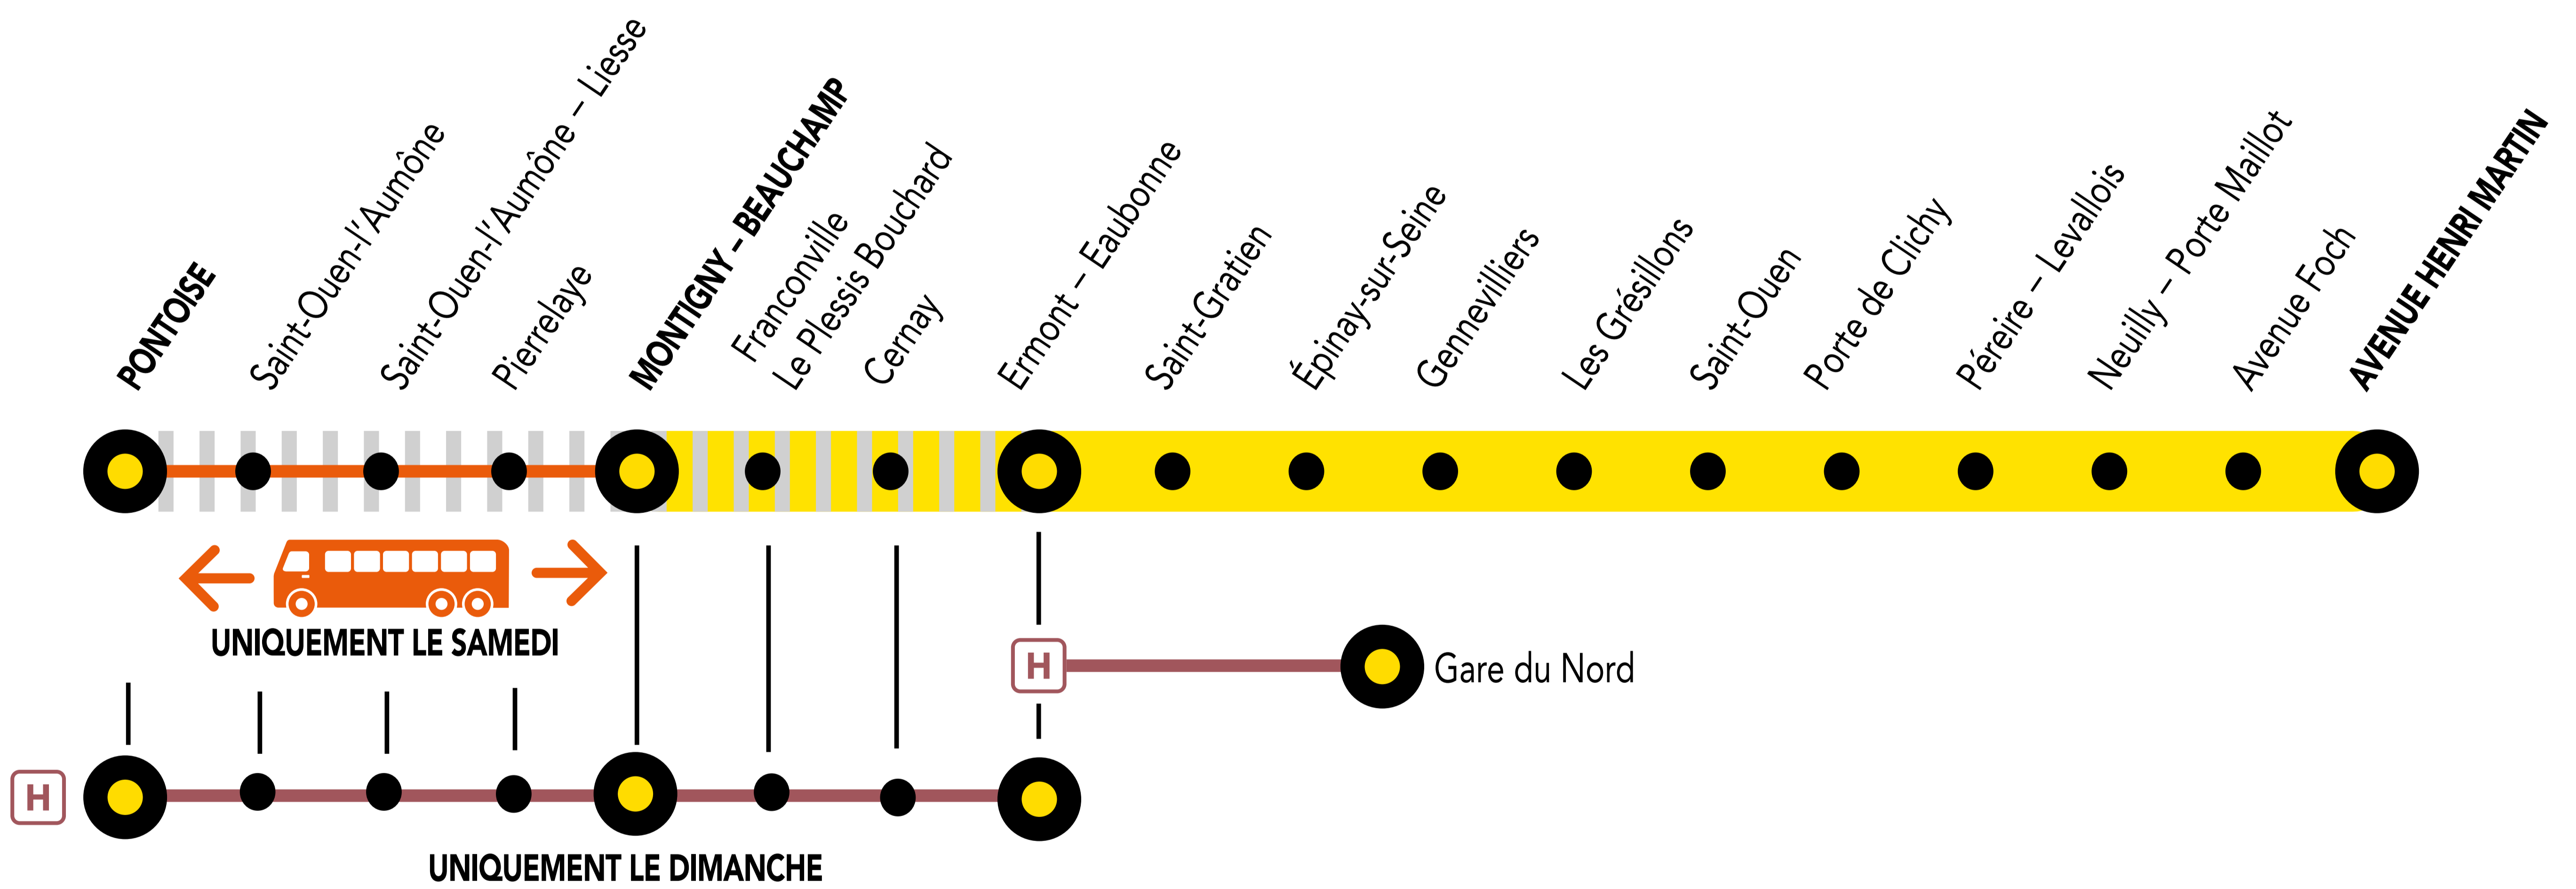 PONTOISE
Saint-Ouen-l'Aumône
Saint-Ouen-l'Aumône – Liesse
Pierrelaye
MONTIGNY – BEAUCHAMP
Franconville
Le Plessis Bouchard
Cernay
Ermont – Eaubonne
Saint-Gratien
Épinay-sur-Seine
Gennevilliers
Les Grésillons
Saint-Ouen
Porte de Clichy
Péreire – Levallois
Neuilly – Porte Maillot
Avenue Foch
AVENUE HENRI MARTIN
UNIQUEMENT LE SAMEDI
H
Gare du Nord
H
UNIQUEMENT LE DIMANCHE